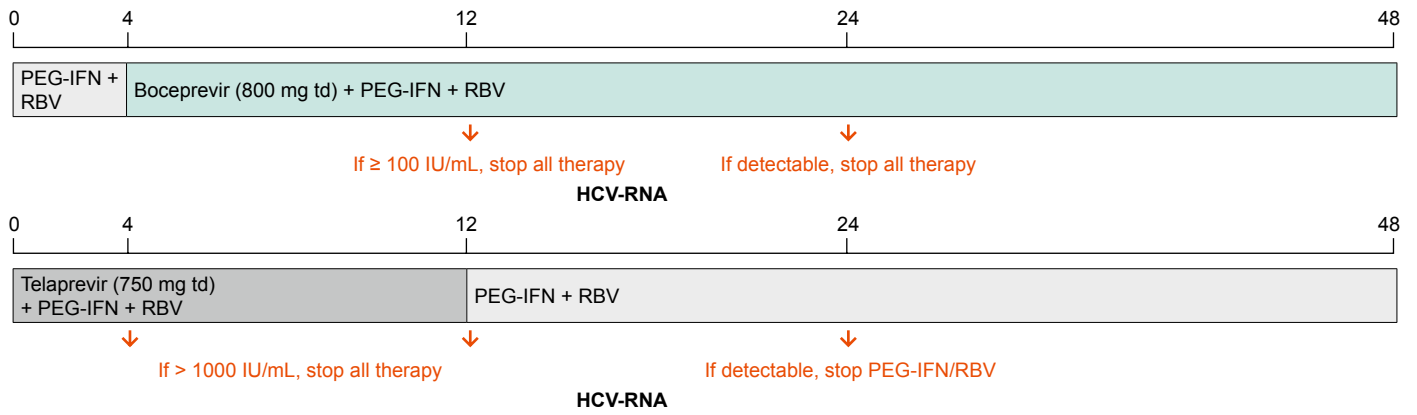 0 4 12 24 48
PEG-IFN +
RBV
Boceprevir (800 mg td) + PEG-IFN + RBV
If ≥ 100 IU/mL, stop all therapy
If detectable, stop all therapy
HCV-RNA
0 4 12 24 48
Telaprevir (750 mg td)
+ PEG-IFN + RBV
PEG-IFN + RBV
If > 1000 IU/mL, stop all therapy
If detectable, stop PEG-IFN/RBV
HCV-RNA